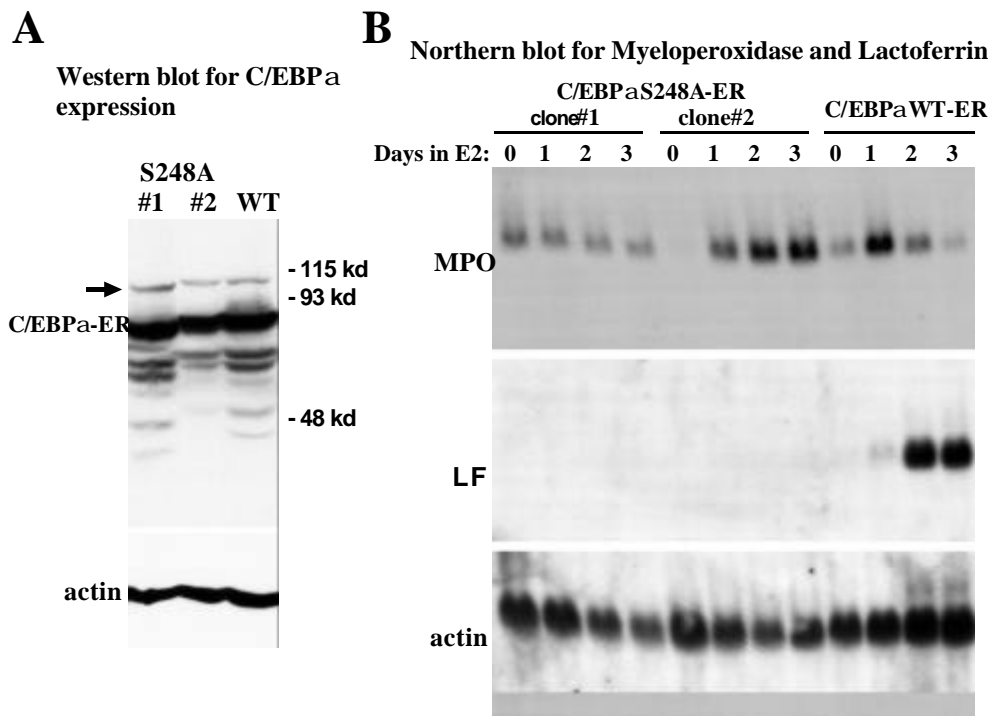 A
Western blot for C/EBPa
expression
S248A
#1 #2 WT
- 115 kd
- 93 kd
C/EBPa-ER
- 48 kd
actin
B
Northern blot for Myeloperoxidase and Lactoferrin
C/EBPaS248A-ER
clone#1 clone#2 C/EBPaWT-ER
Days in E2: 0 1 2 3 0 1 2 3 0 1 2 3
MPO
LF
actin